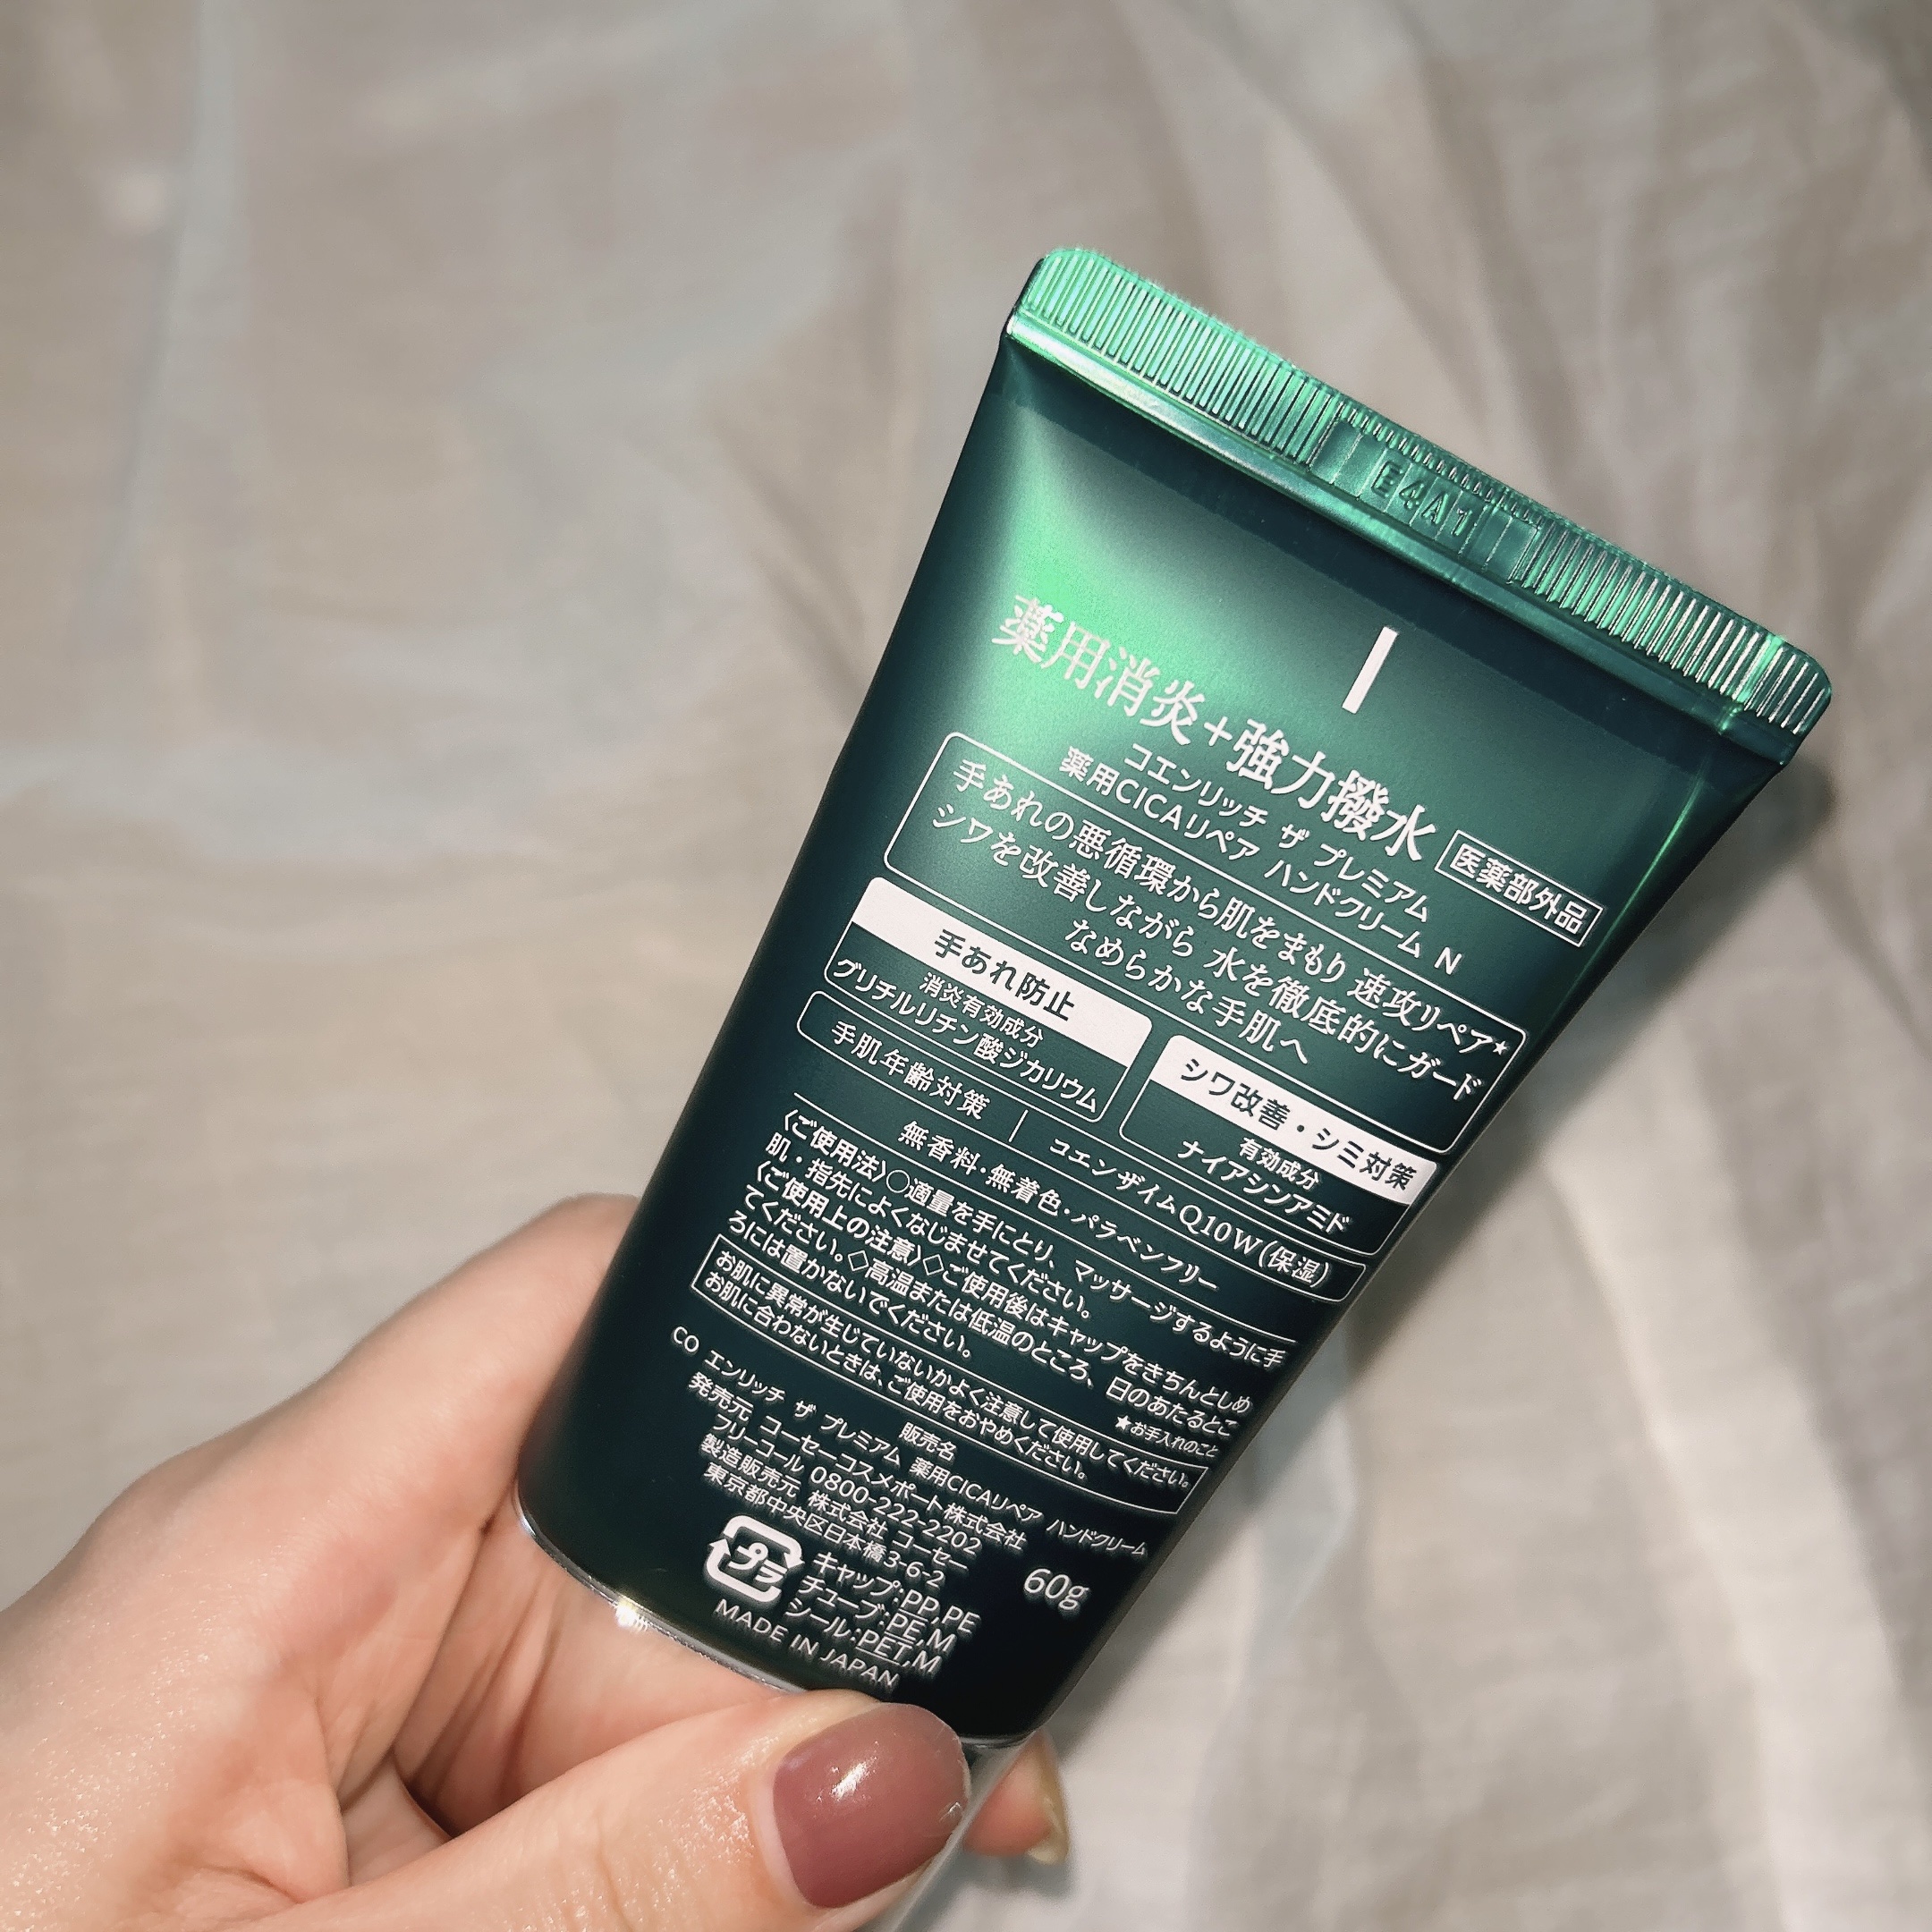 E4A1
薬用消炎+強力撥水
コエンリッチ ザ プレミアム
薬用CICAリペア ハンドクリーム N
医薬部外品
手あれの悪循環から肌をまもり 速攻リペア★
シワを改善しながら 水を徹底的にガード
なめらかな手肌へ
手あれ防止
消炎有効成分
グリチルリチン酸ジカリウム
シワ改善・シミ対策
有効成分
ナイアシンアミド
手肌年齢対策 | コエンザイムQ10W(保湿)
無香料・無着色・パラベンフリー
〈ご使用法〉○適量を手にとり、マッサージするように手
肌・指先によくなじませてください。
〈ご使用上の注意〉◇ご使用後はキャップをきちんとしめ
てください。◇高温または低温のところ、日のあたるとこ
ろには置かないでください。
★お手入れのこと
お肌に異常が生じていないかよく注意して使用してください。
お肌に合わないときは、ご使用をおやめください。
販売名
CO エンリッチ ザ プレミアム 薬用CICAリペア ハンドクリーム
発売元 コーセーコスメポート株式会社
フリーコール 0800-222-2202
製造販売元 株式会社 コーセー
東京都中央区日本橋3-6-2
60g
プラ
キャップ:PP,PE
チューブ:PE,M
シール:PET,M
MADE IN JAPAN